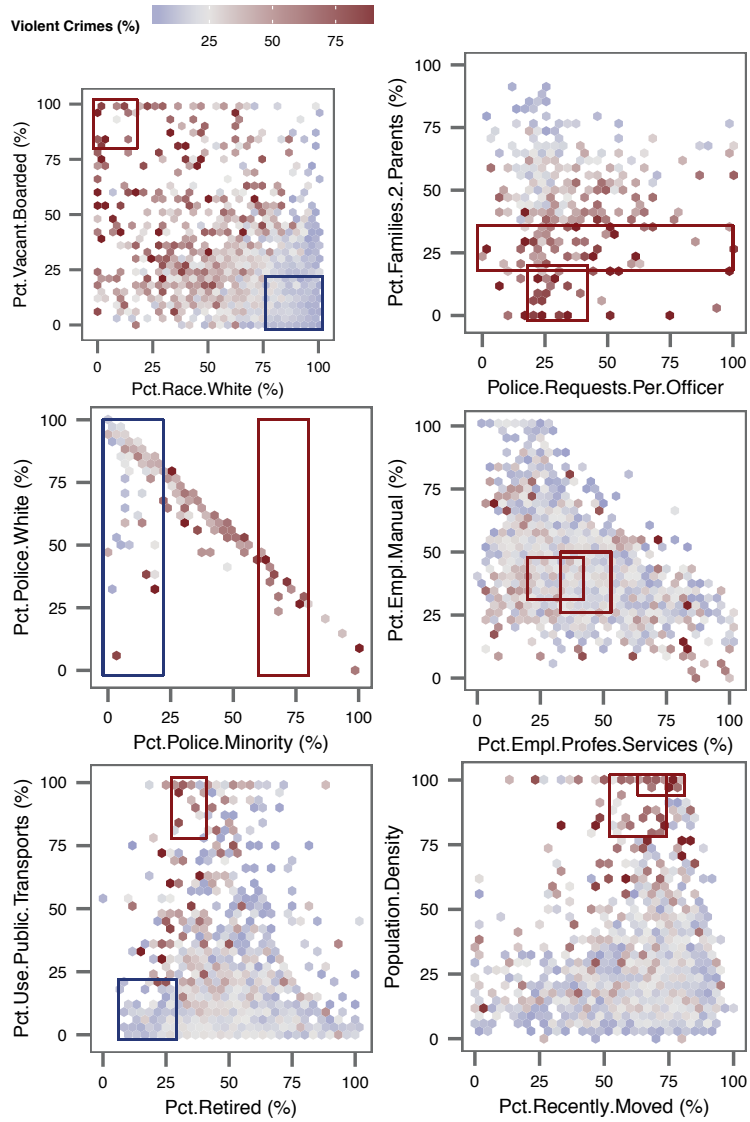 Violent Crimes (%)
25 50 75
Pct.Vacant.Boarded (%)
100
75
50
25
0
0 25 50 75 100
Pct.Race.White (%)
Pct.Families.2.Parents (%)
100
75
50
25
0
0 25 50 75 100
Police.Requests.Per.Officer
Pct.Police.White (%)
100
75
50
25
0
0 25 50 75 100
Pct.Police.Minority (%)
Pct.Empl.Manual (%)
100
75
50
25
0
0 25 50 75 100
Pct.Empl.Profes.Services (%)
Pct.Use.Public.Transports (%)
100
75
50
25
0
0 25 50 75 100
Pct.Retired (%)
Population.Density
100
75
50
25
0
0 25 50 75 100
Pct.Recently.Moved (%)